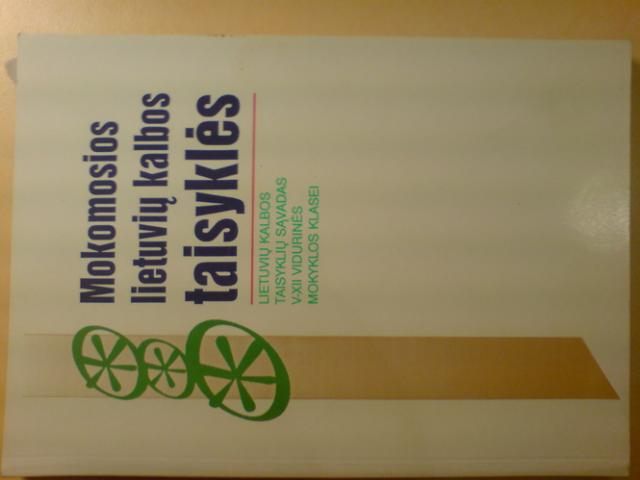 Mokomosios
lietuvių kalbos
taisyklės
LIETUVIŲ KALBOS
TAISYKLIŲ SĄVADAS
V-XII VIDURINĖS
MOKYKLOS KLASEI